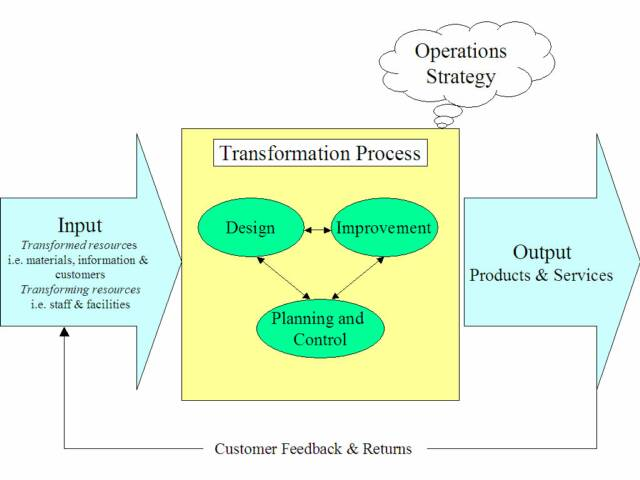 Operations
Strategy
Transformation Process
Input
Transformed resources
i.e. materials, information &
customers
Transforming resources
i.e. staff & facilities
Design
Improvement
Planning and
Control
Output
Products & Services
Customer Feedback & Returns